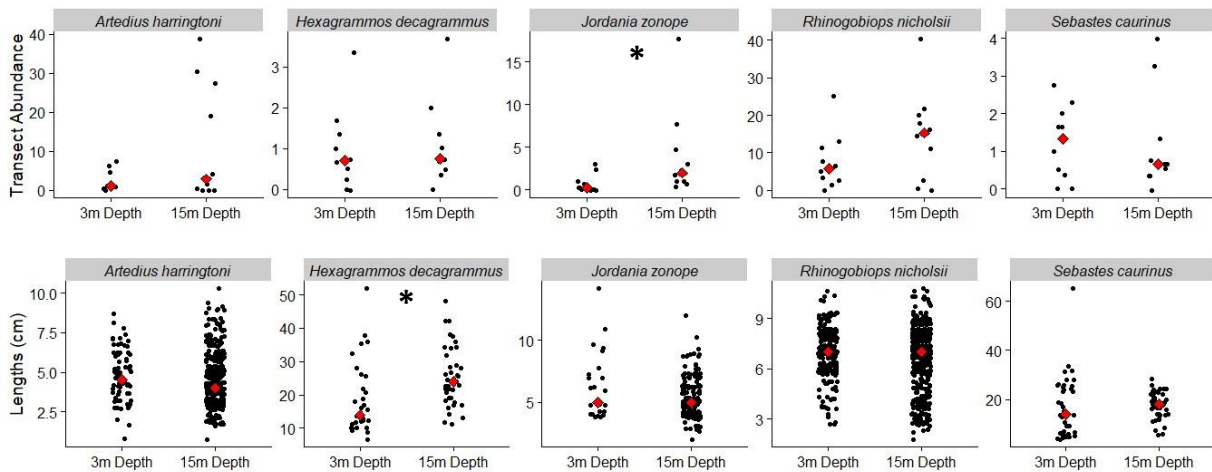 Artedius harringtoni
Hexagrammos decagrammus
Jordania zonope
Rhinogobiops nicholsii
Sebastes caurinus
Transect Abundance
40
30
20
10
0
3
2
1
0
*
15
10
5
0
40
30
20
10
0
4
3
2
1
0
3m Depth 15m Depth
3m Depth 15m Depth
3m Depth 15m Depth
3m Depth 15m Depth
3m Depth 15m Depth
Artedius harringtoni
Hexagrammos decagrammus
Jordania zonope
Rhinogobiops nicholsii
Sebastes caurinus
Lengths (cm)
10.0
7.5
5.0
2.5
*
50
40
30
20
10
10
5
9
6
3
60
40
20
3m Depth 15m Depth
3m Depth 15m Depth
3m Depth 15m Depth
3m Depth 15m Depth
3m Depth 15m Depth